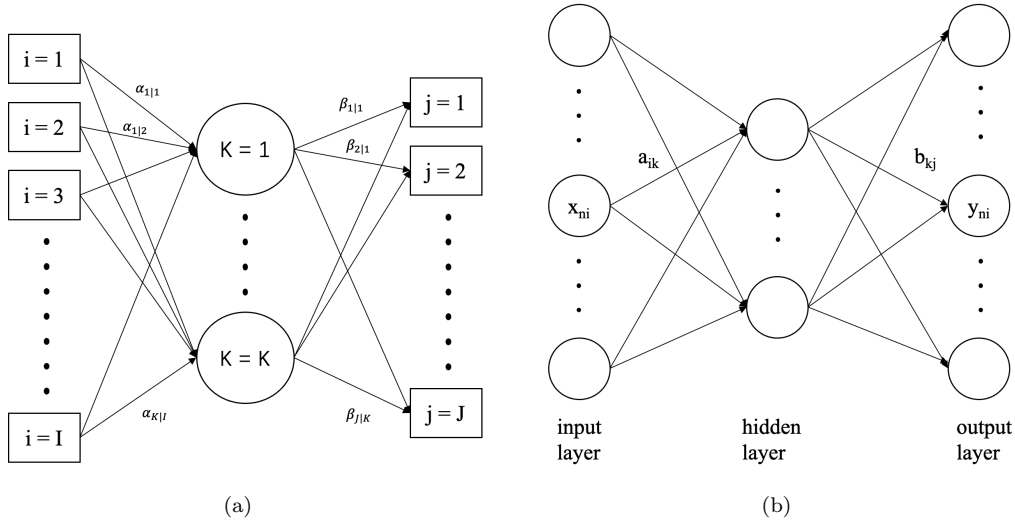 i = 1
i = 2
i = 3
i = I
α1|1
α1|2
αK|I
K = 1
K = K
β1|1
β2|1
βJ|K
j = 1
j = 2
j = J
(a)
xni
aik
bkj
yni
input
layer
hidden
layer
output
layer
(b)